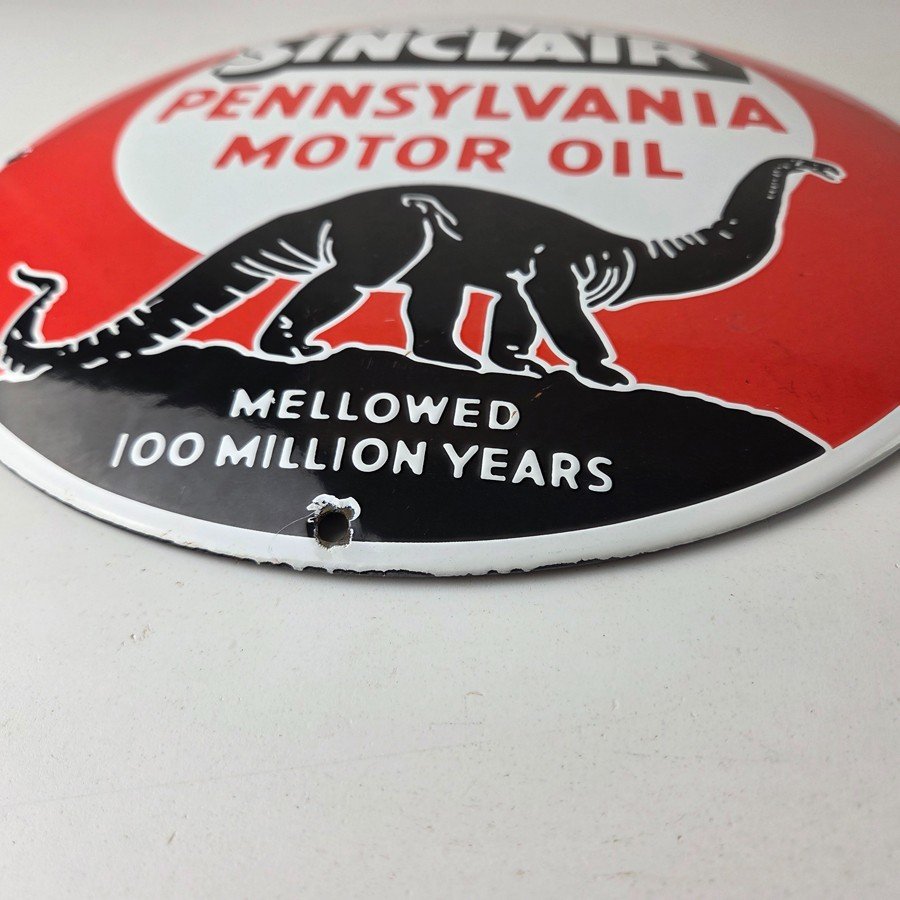 SINCLAIR
PENNSYLVANIA
MOTOR OIL
MELLOWED
100 MILLION YEARS